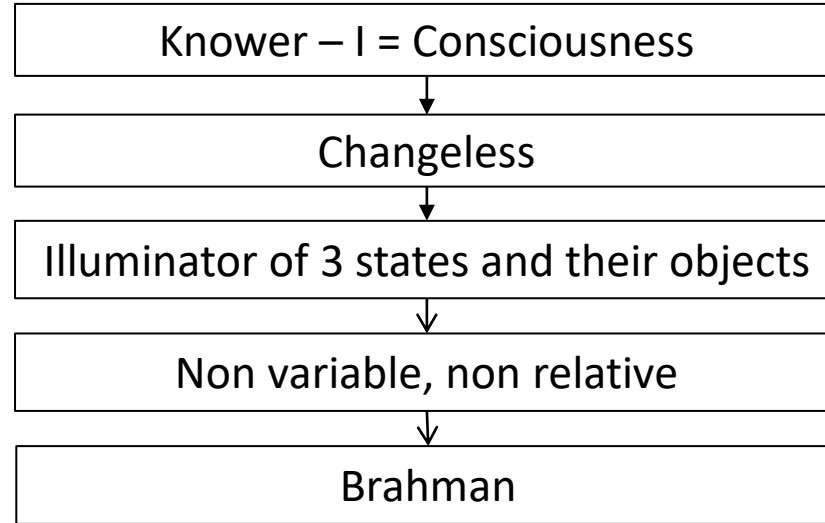 Knower – I = Consciousness
Changeless
Illuminator of 3 states and their objects
Non variable, non relative
Brahman